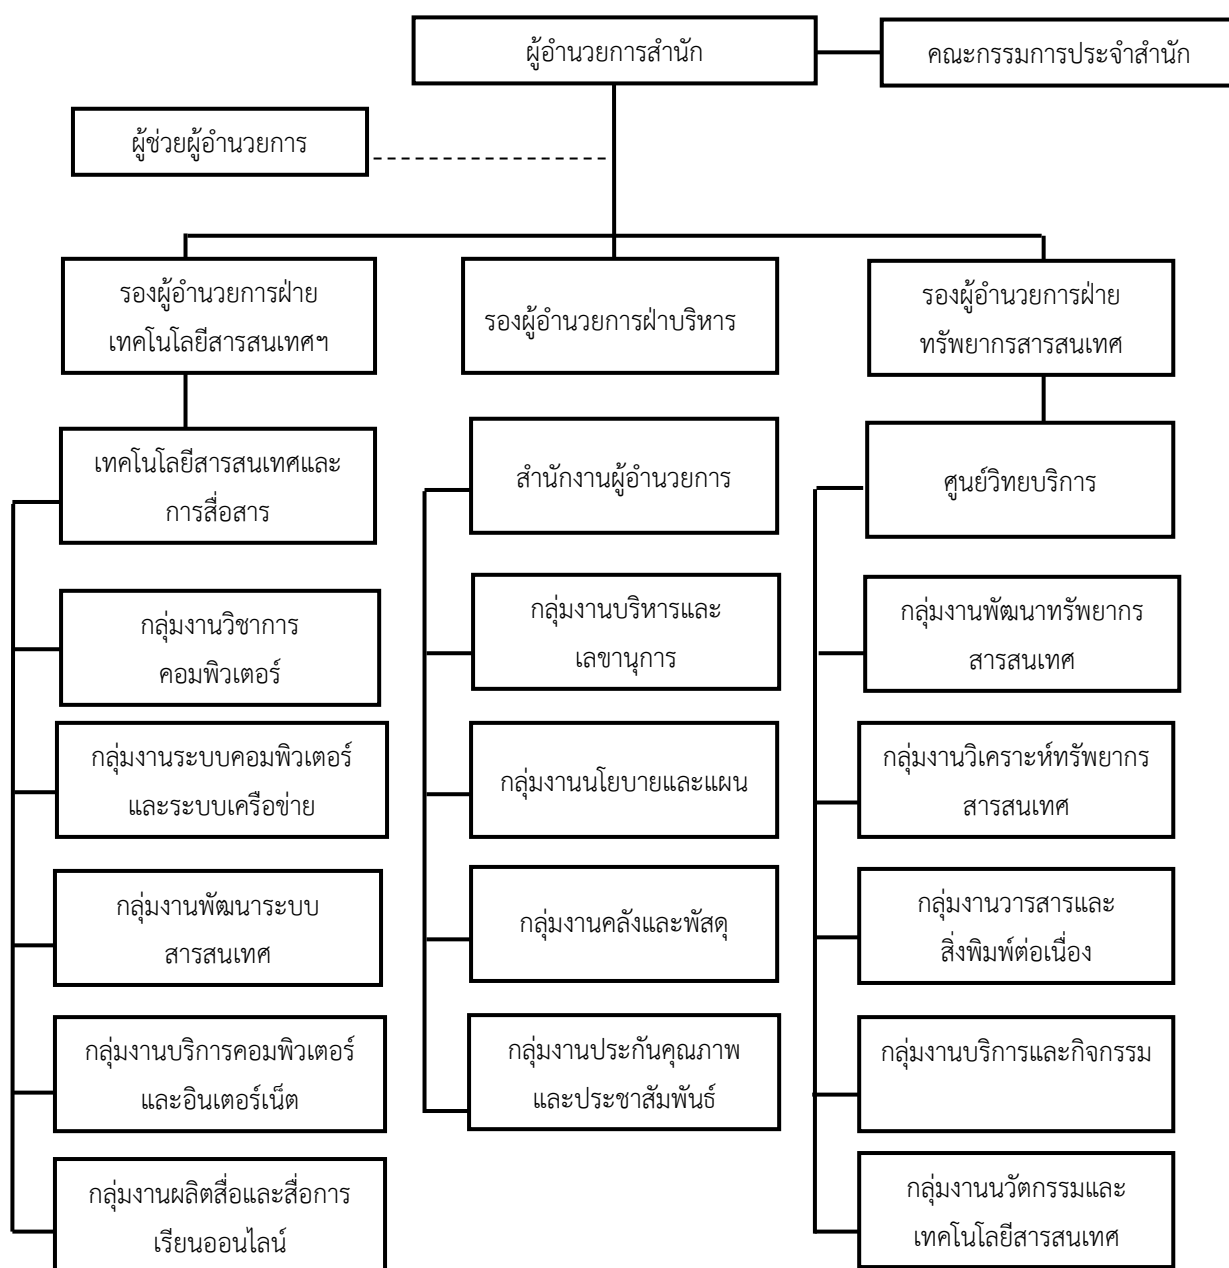 ผู้อำนวยการสำนัก
คณะกรรมการประจำสำนัก
ผู้ช่วยผู้อำนวยการ
รองผู้อำนวยการฝ่าย
เทคโนโลยีสารสนเทศฯ
รองผู้อำนวยการฝ่าบริหาร
รองผู้อำนวยการฝ่าย
ทรัพยากรสารสนเทศ
เทคโนโลยีสารสนเทศและ
การสื่อสาร
สำนักงานผู้อำนวยการ
ศูนย์วิทยบริการ
กลุ่มงานวิชาการ
คอมพิวเตอร์
กลุ่มงานบริหารและ
เลขานุการ
กลุ่มงานพัฒนาทรัพยากร
สารสนเทศ
กลุ่มงานระบบคอมพิวเตอร์
และระบบเครือข่าย
กลุ่มงานนโยบายและแผน
กลุ่มงานวิเคราะห์ทรัพยากร
สารสนเทศ
กลุ่มงานพัฒนาระบบ
สารสนเทศ
กลุ่มงานคลังและพัสดุ
กลุ่มงานวารสารและ
สิ่งพิมพ์ต่อเนื่อง
กลุ่มงานบริการคอมพิวเตอร์
และอินเตอร์เน็ต
กลุ่มงานประกันคุณภาพ
และประชาสัมพันธ์
กลุ่มงานบริการและกิจกรรม
กลุ่มงานผลิตสื่อและสื่อการ
เรียนออนไลน์
กลุ่มงานนวัตกรรมและ
เทคโนโลยีสารสนเทศ